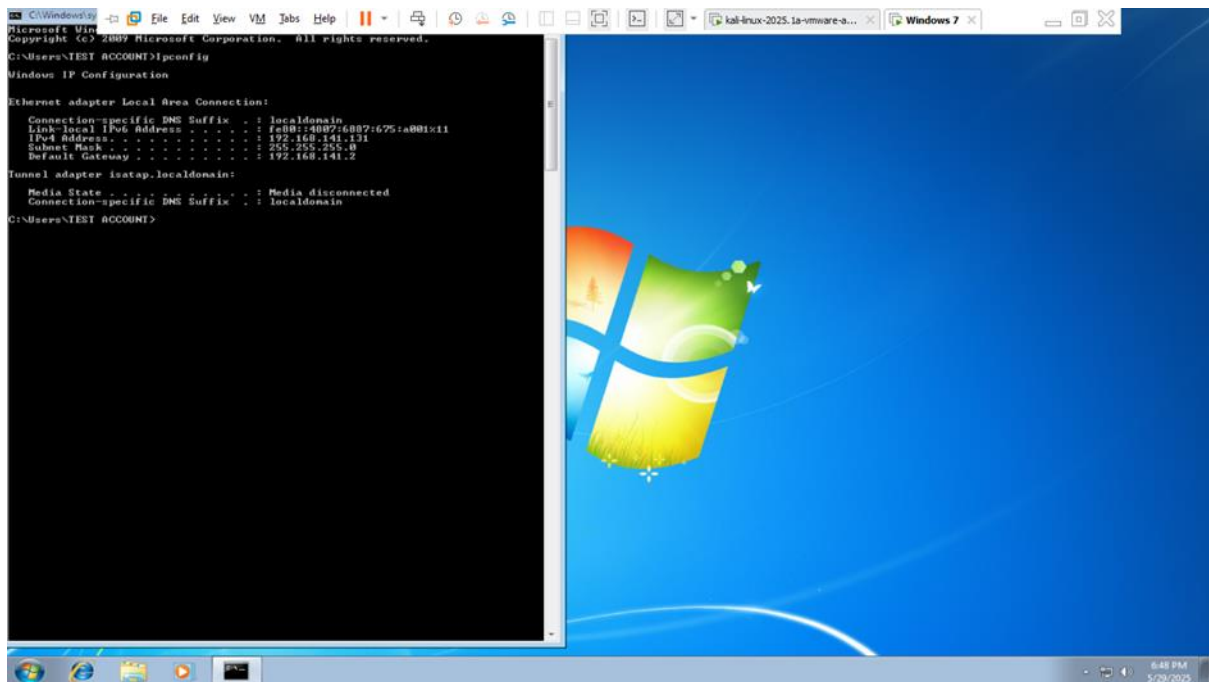 C:\Windows\sy File Edit View VM Tabs Help kali-linux-2025.1a-vmware-a... Windows 7
Microsoft Win
Copyright (c) 2009 Microsoft Corporation. All rights reserved.
C:\Users\TEST ACCOUNT>Ipconfig
Windows IP Configuration
Ethernet adapter Local Area Connection:
Connection-specific DNS Suffix . : localdomain
Link-local IPv6 Address . . . . . : fe80::4807:6887:675:a001%11
IPv4 Address. . . . . . . . . . . : 192.168.141.131
Subnet Mask . . . . . . . . . . . : 255.255.255.0
Default Gateway . . . . . . . . . : 192.168.141.2
Tunnel adapter isatap.localdomain:
Media State . . . . . . . . . . . : Media disconnected
Connection-specific DNS Suffix . : localdomain
C:\Users\TEST ACCOUNT>
6:48 PM
5/29/2025